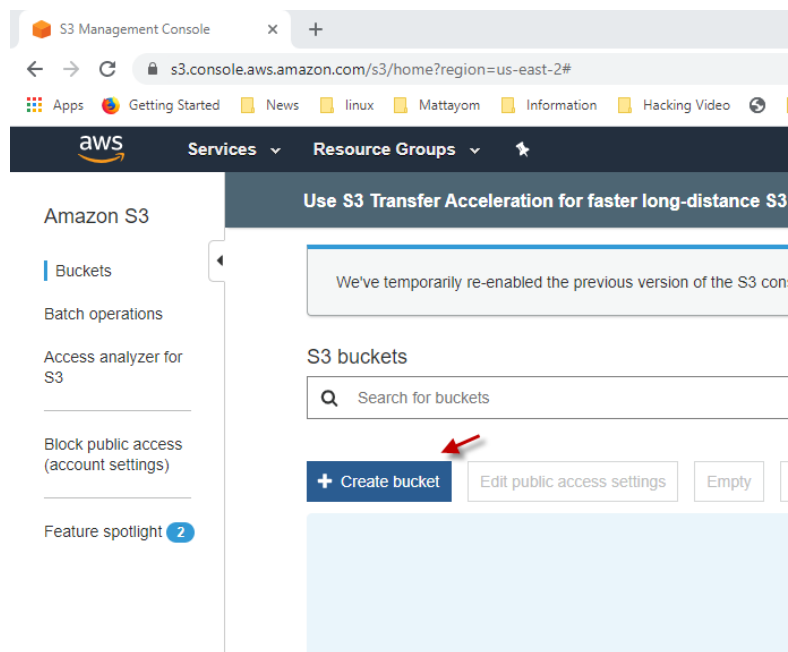 S3 Management Console
s3.console.aws.amazon.com/s3/home?region=us-east-2#
Apps Getting Started News linux Mattayom Information Hacking Video
aws Services Resource Groups
Use S3 Transfer Acceleration for faster long-distance S3
Amazon S3
Buckets
Batch operations
Access analyzer for
S3
Block public access
(account settings)
Feature spotlight 2
We've temporarily re-enabled the previous version of the S3 con
S3 buckets
Search for buckets
Create bucket Edit public access settings Empty